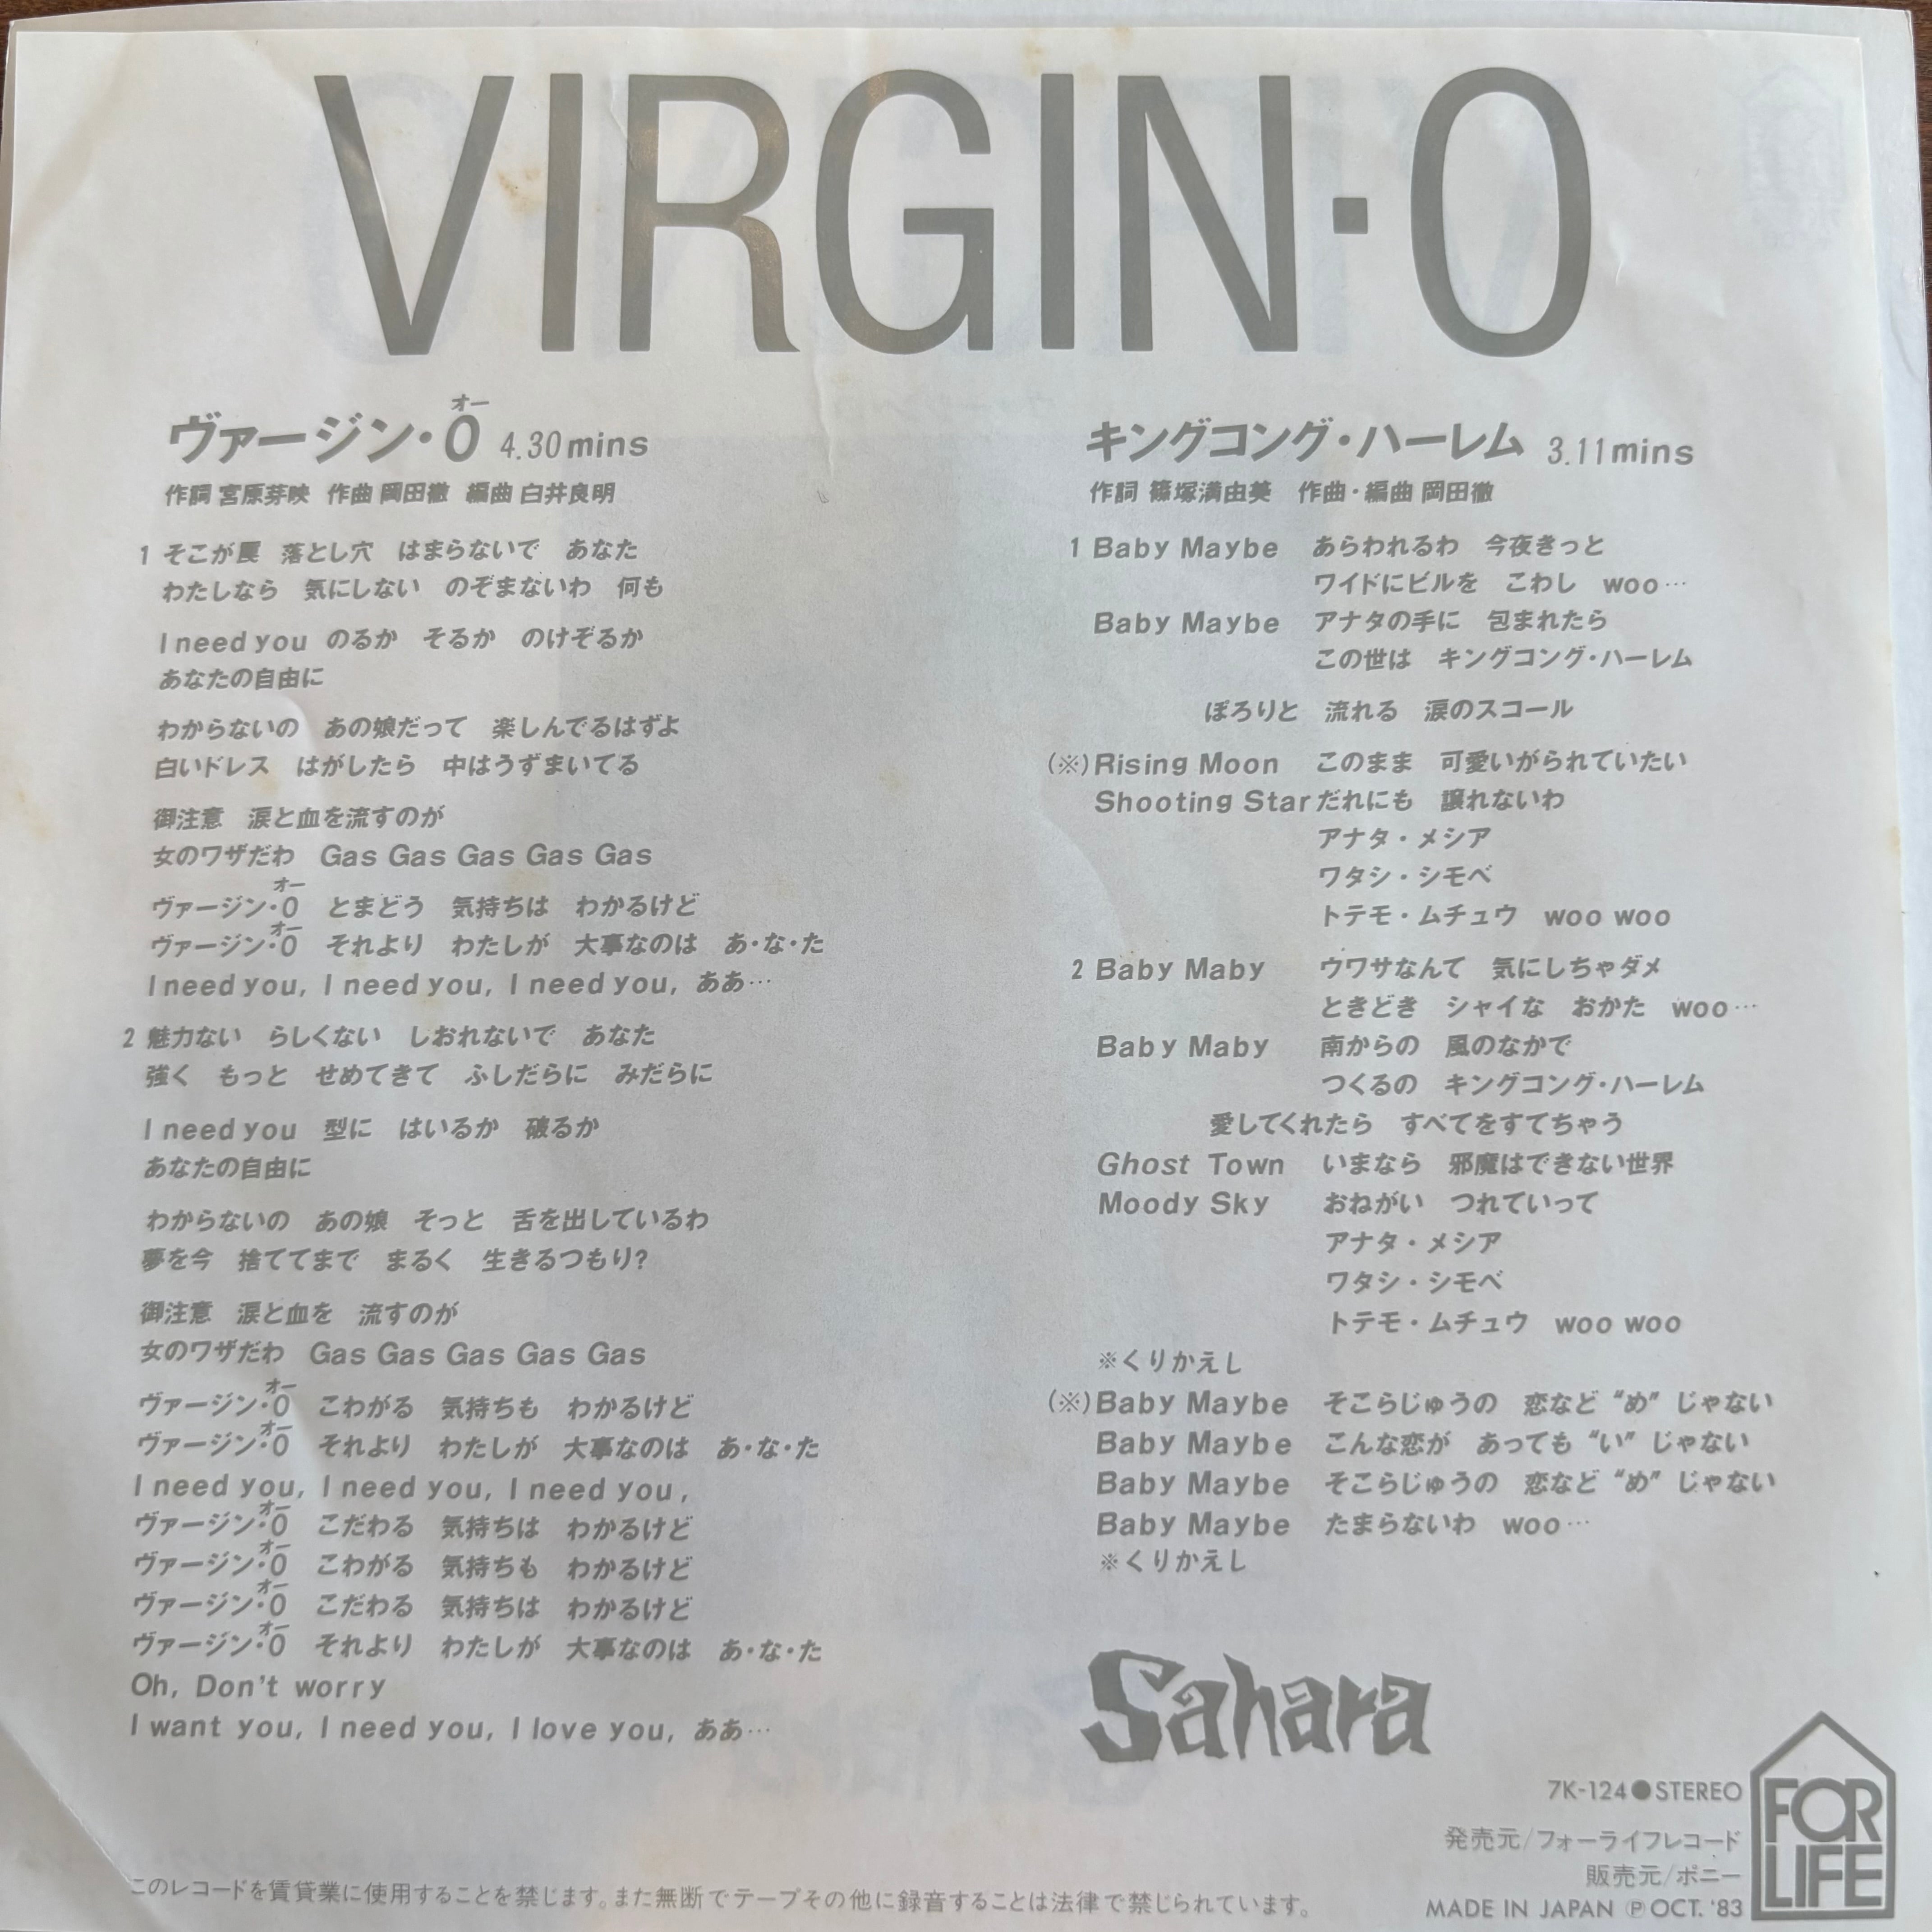 VIRGIN·O
オー
ヴァージン・O 4.30mins
作詞 宮原芽映 作曲 岡田徹 編曲 白井良明
1 そこが罠 落とし穴 はまらないで あなた
わたしなら 気にしない のぞまないわ 何も
I need you のるか そるか のけぞるか
あなたの自由に
わからないの あの娘だって 楽しんでるはずよ
白いドレス はがしたら 中はうずまいてる
御注意 涙と血を流すのが
女のワザだわ Gas Gas Gas Gas Gas
オー
ヴァージン・O とまどう 気持ちは わかるけど
オー
ヴァージン・O それより わたしが 大事なのは あ・な・た
I need you, I need you, I need you, ああ…
2 魅力ない らしくない しおれないで あなた
強く もっと せめてきて ふしだらに みだらに
I need you 型に はいるか 破るか
あなたの自由に
わからないの あの娘 そっと 舌を出しているわ
夢を今 捨ててまで まるく 生きるつもり?
御注意 涙と血を 流すのが
女のワザだわ Gas Gas Gas Gas Gas
オー
ヴァージン・O こわがる 気持ちも わかるけど
オー
ヴァージン・O それより わたしが 大事なのは あ・な・た
I need you, I need you, I need you,
オー
ヴァージン・O こだわる 気持ちは わかるけど
オー
ヴァージン・O こわがる 気持ちも わかるけど
オー
ヴァージン・O こだわる 気持ちは わかるけど
オー
ヴァージン・O それより わたしが 大事なのは あ・な・た
Oh, Don't worry
I want you, I need you, I love you, ああ…
キングコング・ハーレム 3.11mins
作詞 篠塚満由美 作曲・編曲 岡田徹
1 Baby Maybe あらわれるわ 今夜きっと
ワイドにビルを こわし woo…
Baby Maybe アナタの手に 包まれたら
この世は キングコング・ハーレム
ぽろりと 流れる 涙のスコール
(※)Rising Moon このまま 可愛いがられていたい
Shooting Star だれにも 譲れないわ
アナタ・メシア
ワタシ・シモベ
トテモ・ムチュウ woo woo
2 Baby Maby ウワサなんて 気にしちゃダメ
ときどき シャイな おかた woo…
Baby Maby 南からの 風のなかで
つくるの キングコング・ハーレム
愛してくれたら すべてをすてちゃう
Ghost Town いまなら 邪魔はできない世界
Moody Sky おねがい つれていって
アナタ・メシア
ワタシ・シモベ
トテモ・ムチュウ woo woo
※くりかえし
(※)Baby Maybe そこらじゅうの 恋など “め” じゃない
Baby Maybe こんな恋が あっても “い” じゃない
Baby Maybe そこらじゅうの 恋など “め” じゃない
Baby Maybe たまらないわ woo…
※くりかえし
Sahara
7K-124●STEREO
発売元/フォーライフレコード
販売元/ポニー
MADE IN JAPAN ℗ OCT. '83
FOR
LIFE
このレコードを賃貸業に使用することを禁じます。また無断でテープその他に録音することは法律で禁じられています。